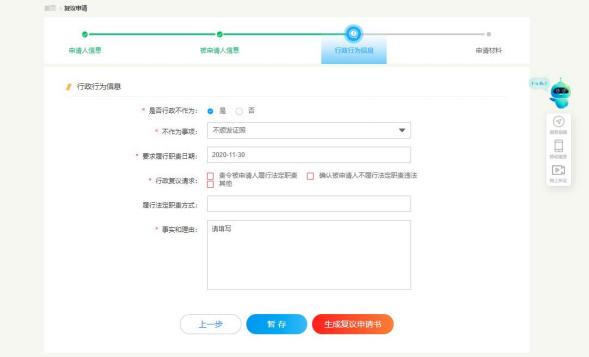 首页 > 复议申请
申请人信息
被申请人信息
行政行为信息
申请材料
行政行为信息
* 是否行政不作为: 是 否
* 不作为事项: 不颁发证照
* 要求履行职责日期: 2020-11-30
* 行政复议请求: 责令被申请人履行法定职责 确认被申请人不履行法定职责违法
其他
履行法定职责方式:
* 事实和理由: 请填写
上一步
暂 存
生成复议申请书